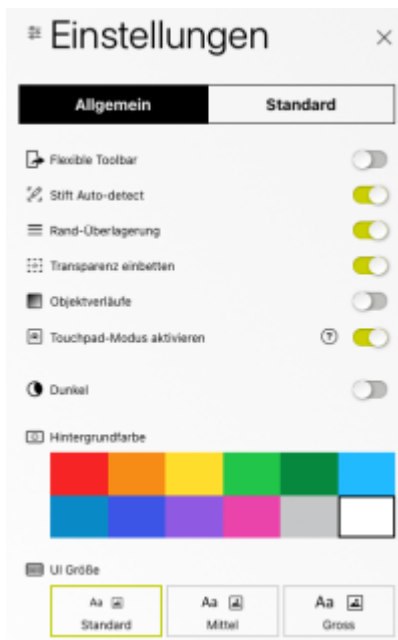 Einstellungen
Allgemein Standard
Flexible Toolbar
Stift Auto-detect
Rand-Überlagerung
Transparenz einbetten
Objektverläufe
Touchpad-Modus aktivieren ?
Dunkel
Hintergrundfarbe
UI Größe
Aa Aa Aa
Standard Mittel Gross